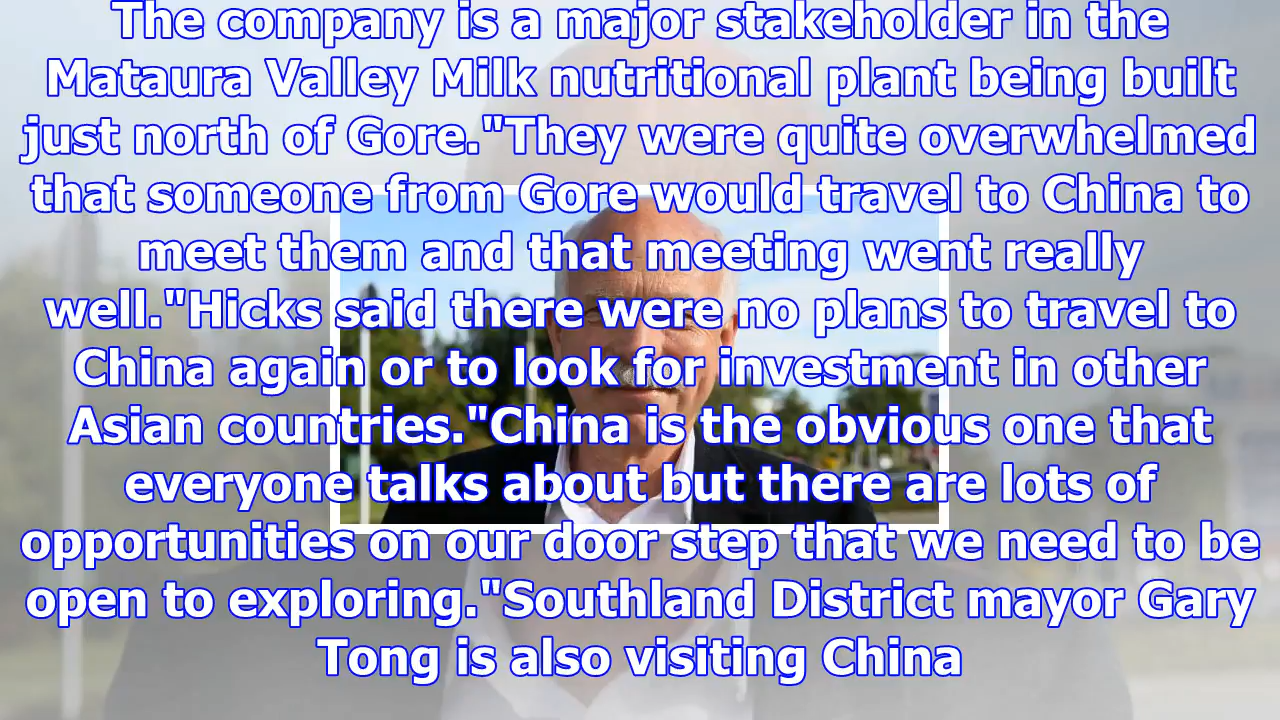 The company is a major stakeholder in the
Mataura Valley Milk nutritional plant being built
just north of Gore."They were quite overwhelmed
that someone from Gore would travel to China to
meet them and that meeting went really
well."Hicks said there were no plans to travel to
China again or to look for investment in other
Asian countries."China is the obvious one that
everyone talks about but there are lots of
opportunities on our door step that we need to be
open to exploring."Southland District mayor Gary
Tong is also visiting China